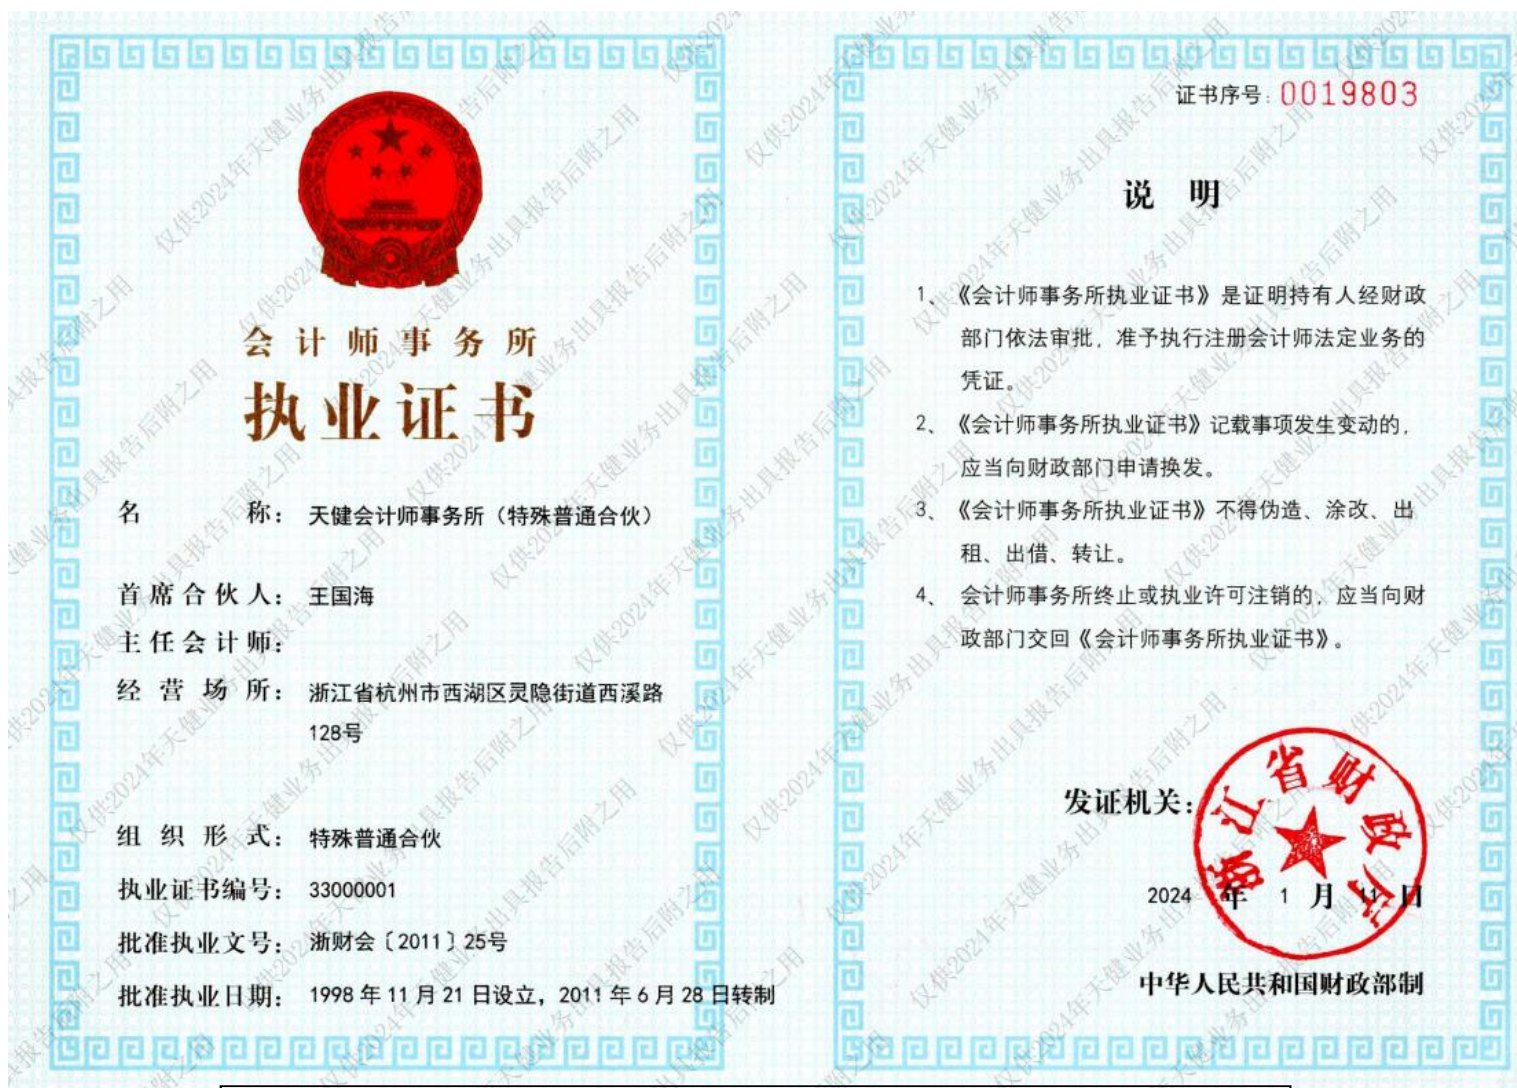 会计师事务所
执业证书
名 称： 天健会计师事务所（特殊普通合伙）
首席合伙人： 王国海
主任会计师：
经营场所： 浙江省杭州市西湖区灵隐街道西溪路
128号
组织形式： 特殊普通合伙
执业证书编号： 33000001
批准执业文号： 浙财会〔2011〕25号
批准执业日期： 1998年11月21日设立，2011年6月28日转制
证书序号：0019803
说 明
1、《会计师事务所执业证书》是证明持有人经财政
部门依法审批，准予执行注册会计师法定业务的
凭证。
2、《会计师事务所执业证书》记载事项发生变动的，
应当向财政部门申请换发。
3、《会计师事务所执业证书》不得伪造、涂改、出
租、出借、转让。
4、 会计师事务所终止或执业许可注销的，应当向财
政部门交回《会计师事务所执业证书》。
发证机关：
浙江省财政厅
2024 年 1 月 11 日
中华人民共和国财政部制
仅供2024年天健业务出具报告后附之用